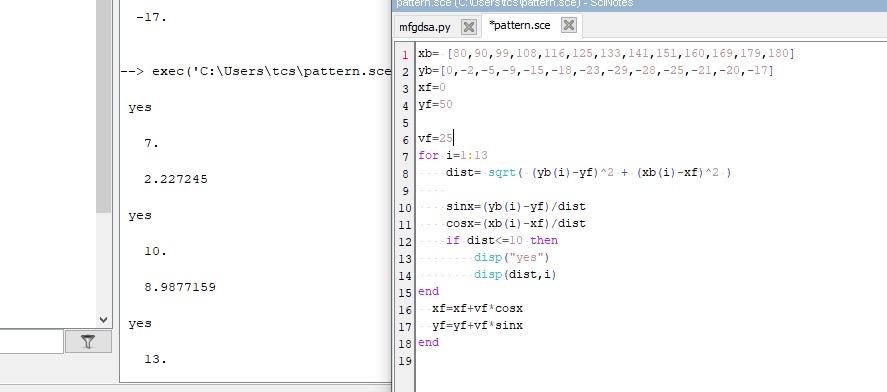 -17.
--> exec('C:\Users\tcs\pattern.sce
yes
7.
2.227245
yes
10.
8.9877159
yes
13.
pattern.sce (C:\Users\tcs\pattern.sce) - SciNotes
mfgdsa.py
*pattern.sce
1 xb= [80,90,99,108,116,125,133,141,151,160,169,179,180]
2 yb=[0,-2,-5,-9,-15,-18,-23,-29,-28,-25,-21,-20,-17]
3 xf=0
4 yf=50
5
6 vf=25
7 for i=1:13
8 dist= sqrt( (yb(i)-yf)^2 + (xb(i)-xf)^2 )
9
10 sinx=(yb(i)-yf)/dist
11 cosx=(xb(i)-xf)/dist
12 if dist<=10 then
13 disp("yes")
14 disp(dist,i)
15 end
16 xf=xf+vf*cosx
17 yf=yf+vf*sinx
18 end
19